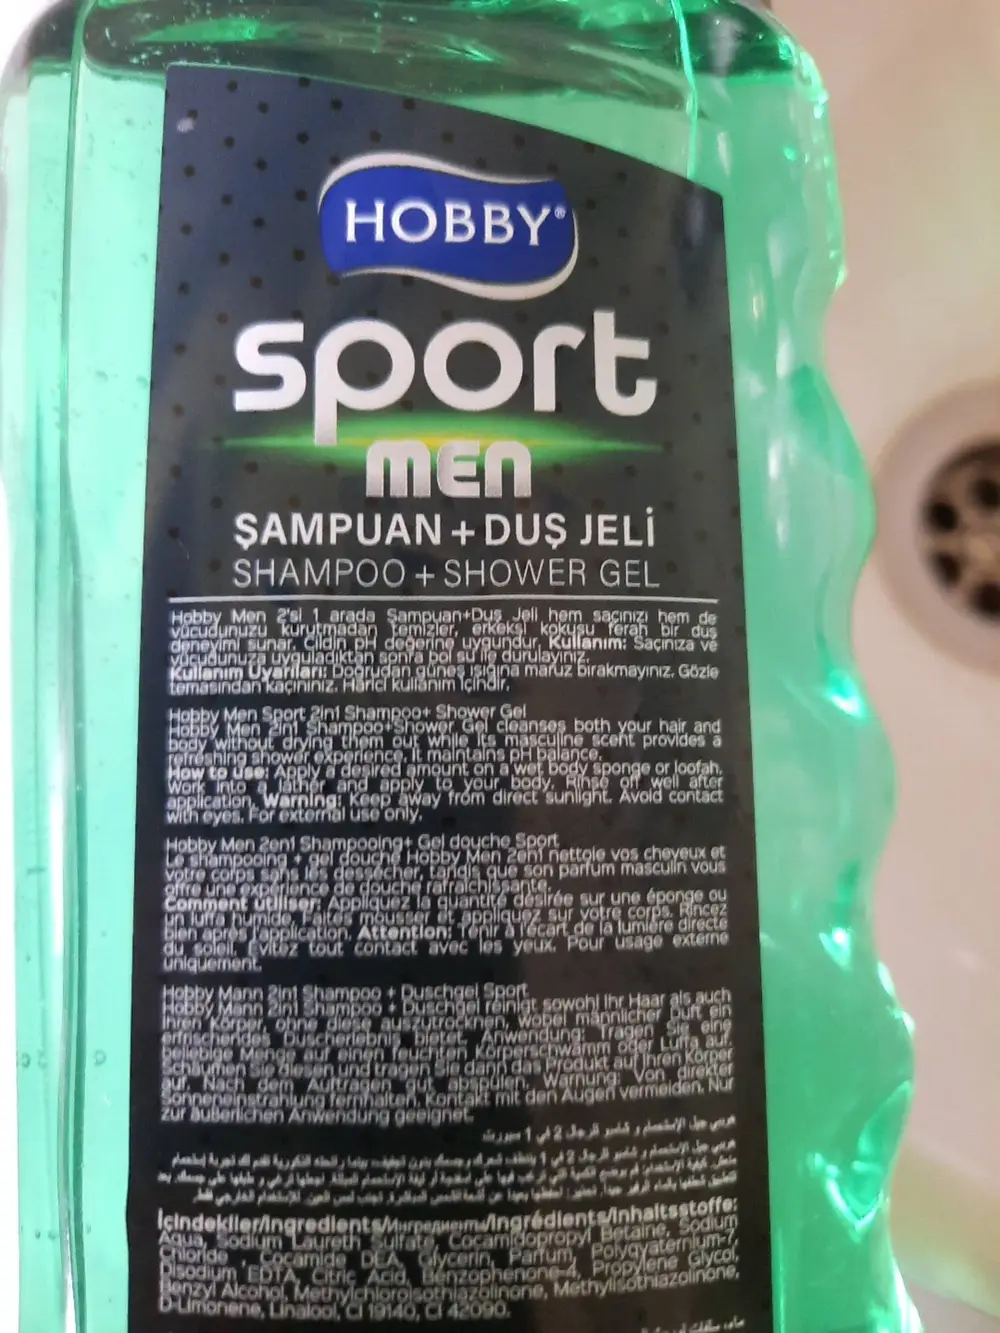 HOBBY®
sport
men
ŞAMPUAN + DUŞ JELİ
SHAMPOO + SHOWER GEL
Hobby Men 2'si 1 arada Şampuan+Duş Jeli hem saçınızı hem de
vücudunuzu kurutmadan temizler, erkeksi kokusu ferah bir duş
deneyimi sunar. Cildin pH değerine uygundur. Kullanım: Saçınıza ve
vücudunuza uyguladıktan sonra bol su ile durulayınız.
Kullanım Uyarıları: Doğrudan güneş ışığına maruz bırakmayınız. Gözle
temasından kaçınınız. Harici kullanım içindir.
Hobby Men Sport 2in1 Shampoo+ Shower Gel
Hobby Men 2in1 Shampoo+Shower Gel cleanses both your hair and
body without drying them out while its masculine scent provides a
refreshing shower experience, it maintains pH balance.
How to use: Apply a desired amount on a wet body sponge or loofah.
Work into a lather and apply to your body. Rinse off well after
application. Warning: Keep away from direct sunlight. Avoid contact
with eyes. For external use only.
Hobby Men 2en1 Shampooing+ Gel douche Sport
Le shampooing + gel douche Hobby Men 2en1 nettoie vos cheveux et
votre corps sans les dessécher, tandis que son parfum masculin vous
offre une expérience de douche rafraîchissante.
Comment utiliser: Appliquez la quantité désirée sur une éponge ou
un luffa humide. Faites mousser et appliquez sur votre corps. Rincez
bien après l'application. Attention: Tenir à l'écart de la lumière directe
du soleil. Evitez tout contact avec les yeux. Pour usage externe
uniquement.
Hobby Mann 2in1 Shampoo + Duschgel Sport
Hobby Mann 2in1 Shampoo + Duschgel reinigt sowohl Ihr Haar als auch
Ihren Körper, ohne diese auszutrocknen, wobei männlicher Duft ein
erfrischendes Duscherlebnis bietet. Anwendung: Tragen Sie eine
beliebige Menge auf einen feuchten Körperschwamm oder Luffa auf.
Schäumen Sie diesen und tragen Sie dann das Produkt auf Ihren Körper
auf. Nach dem Auftragen gut abspülen. Warnung: Von direkter
Sonneneinstrahlung fernhalten. Kontakt mit den Augen vermeiden. Nur
zur äußerlichen Anwendung geeignet.
İçindekiler/Ingredients/Ингредиенты/Ingrédients/Inhaltsstoffe:
Aqua, Sodium Laureth Sulfate, Cocamidopropyl Betaine, Sodium
Chloride, Cocamide DEA, Glycerin, Parfum, Polyquaternium-7,
Disodium EDTA, Citric Acid, Benzophenone-4, Propylene Glycol,
Benzyl Alcohol, Methylchloroisothiazolinone, Methylisothiazolinone,
D-Limonene, Linalool, CI 19140, CI 42090.